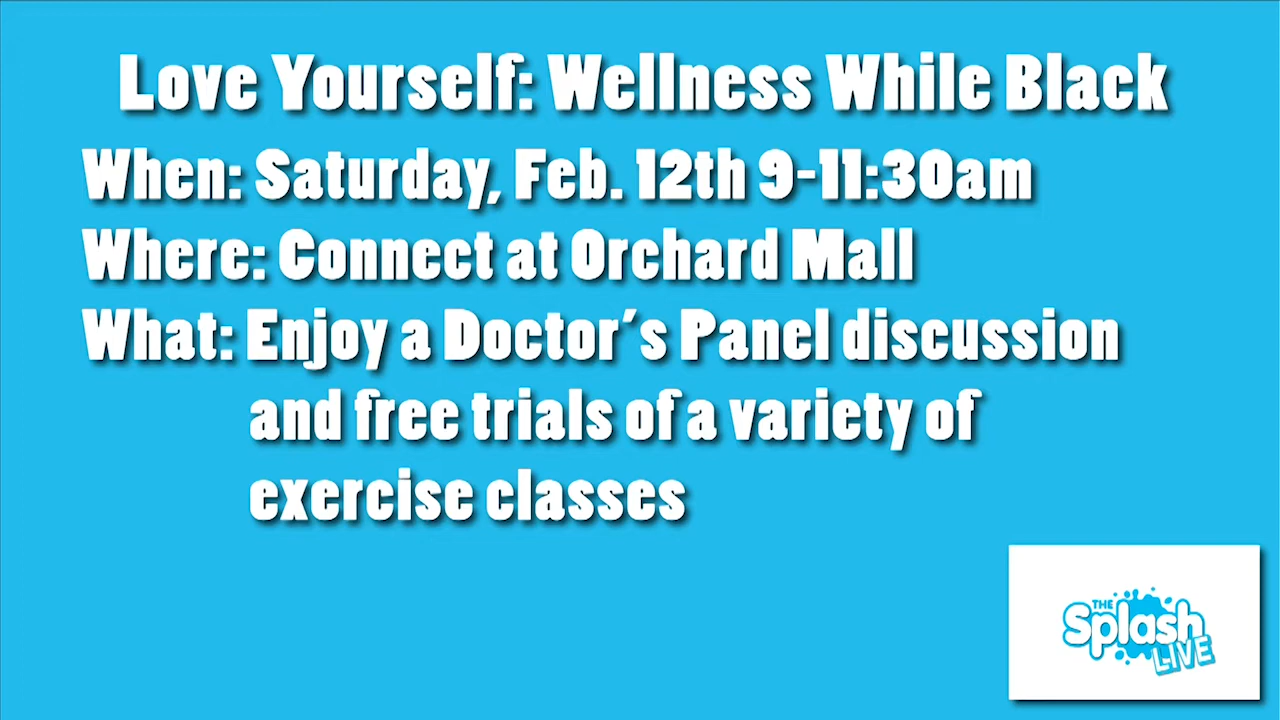 Love Yourself: Wellness While Black
When: Saturday, Feb. 12th 9-11:30am
Where: Connect at Orchard Mall
What: Enjoy a Doctor's Panel discussion
and free trials of a variety of
exercise classes
THE
Splash
LIVE